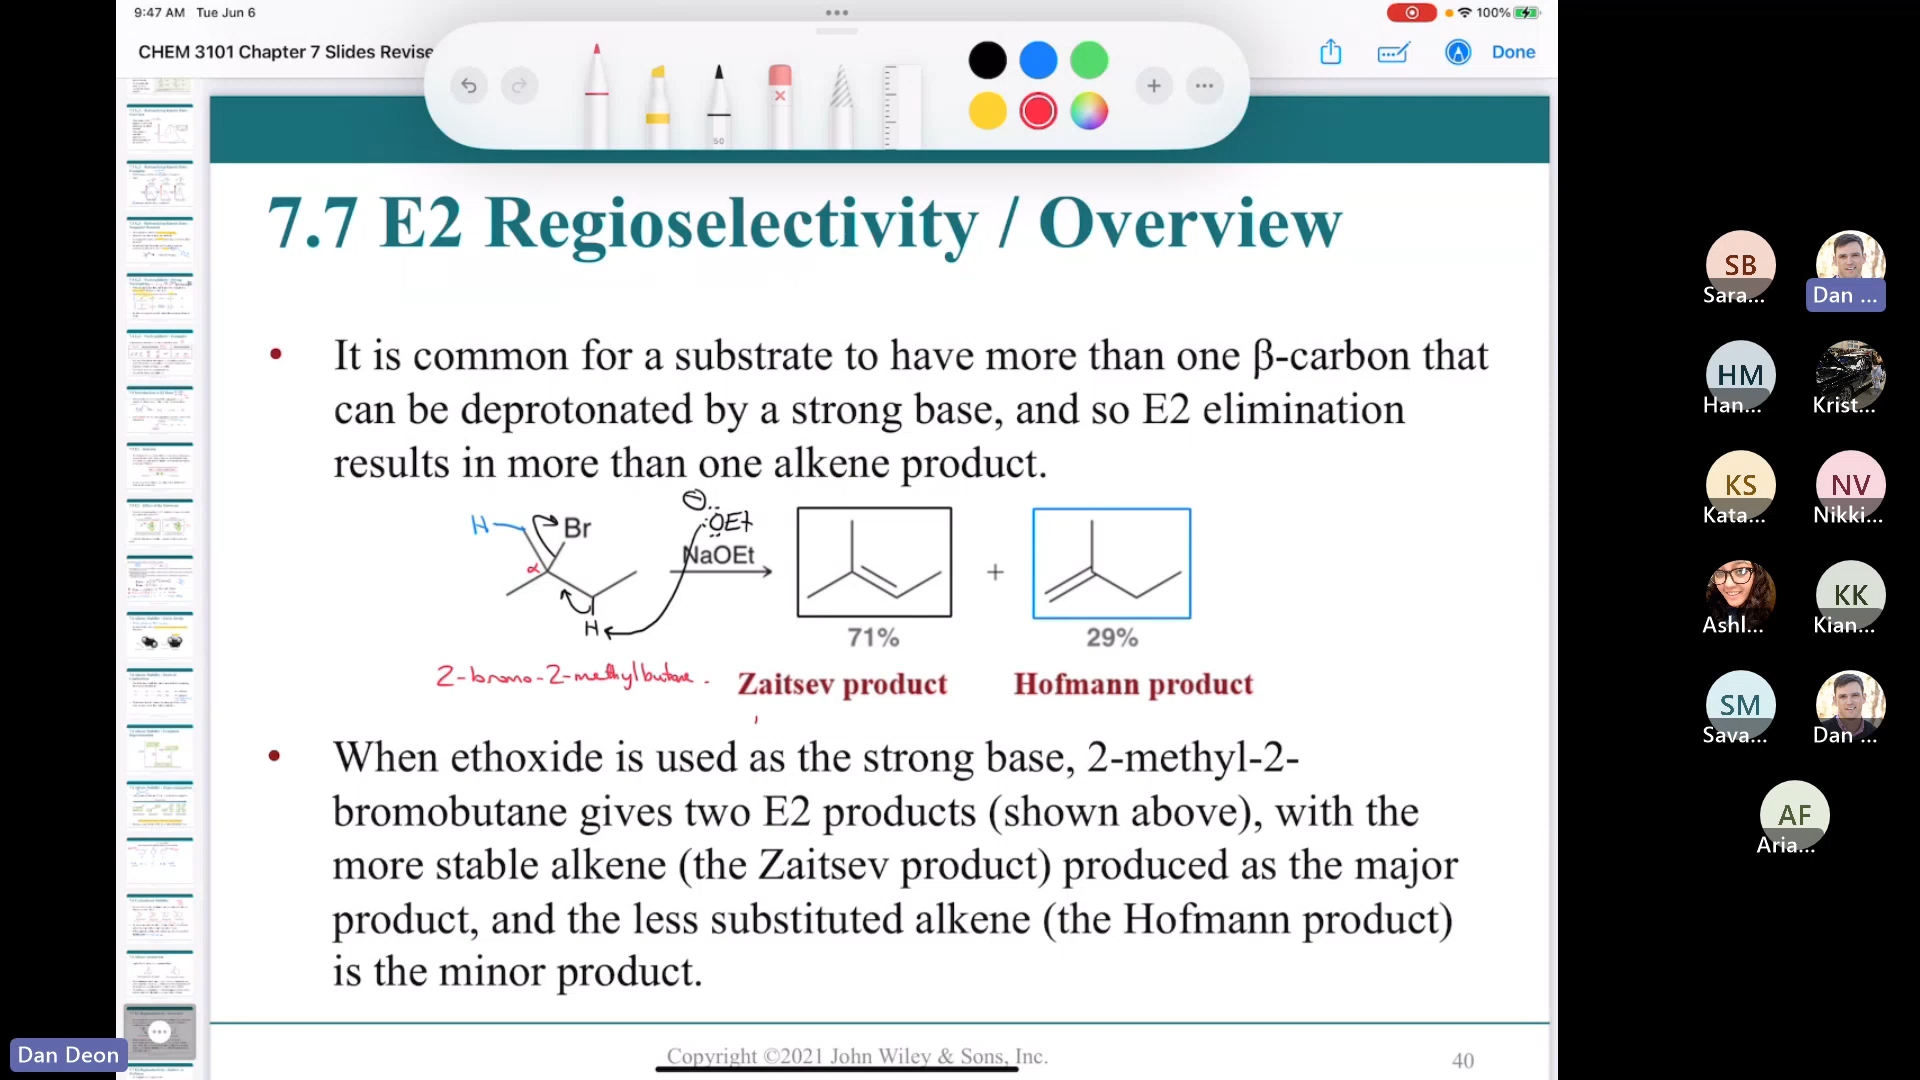 9:47 AM Tue Jun 6
100%
CHEM 3101 Chapter 7 Slides Revise
50
Done
7.7 E2 Regioselectivity / Overview
• It is common for a substrate to have more than one β-carbon that
can be deprotonated by a strong base, and so E2 elimination
results in more than one alkene product.
H Br
:OEt
NaOEt
α
+
H
71% 29%
2-bromo-2-methylbutane.
Zaitsev product Hofmann product
• When ethoxide is used as the strong base, 2-methyl-2-
bromobutane gives two E2 products (shown above), with the
more stable alkene (the Zaitsev product) produced as the major
product, and the less substituted alkene (the Hofmann product)
is the minor product.
Copyright ©2021 John Wiley & Sons, Inc.
40
Dan Deon
SB
Sara...
Dan ...
HM
Han...
Krist...
KS
Kata...
NV
Nikki...
Ashl...
KK
Kian...
SM
Sava...
Dan ...
AF
Aria...